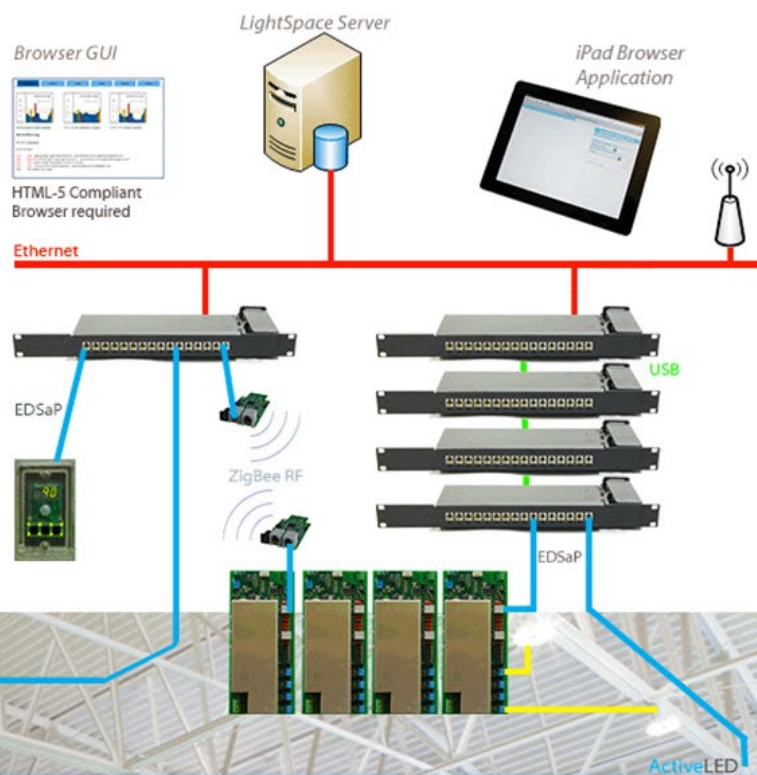 LightSpace Server
Browser GUI
iPad Browser
Application
HTML-5 Compliant
Browser required
Ethernet
USB
EDSaP
90
ZigBee RF
EDSaP
ActiveLED